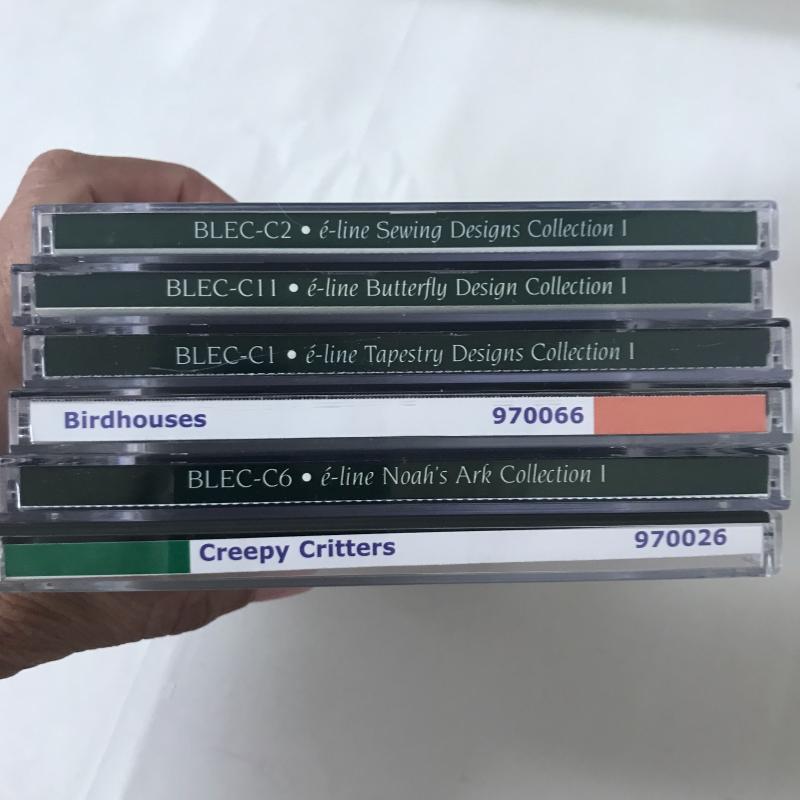 BLEC-C2 • é-line Sewing Designs Collection I
BLEC-C11 • é-line Butterfly Design Collection I
BLEC-C1 • é-line Tapestry Designs Collection I
Birdhouses 970066
BLEC-C6 • é-line Noah's Ark Collection I
Creepy Critters 970026